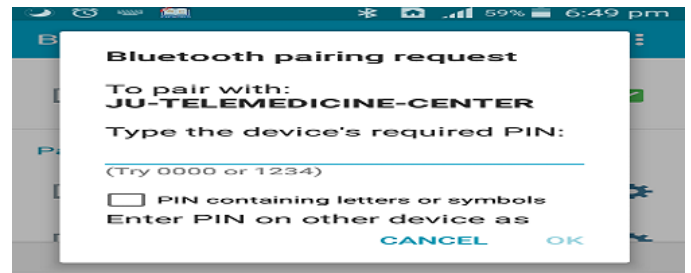 59% 6:49 pm
B
Bluetooth pairing request
To pair with:
JU-TELEMEDICINE-CENTER
Type the device's required PIN:
Pa
(Try 0000 or 1234)
PIN containing letters or symbols
Enter PIN on other device as
CANCEL OK